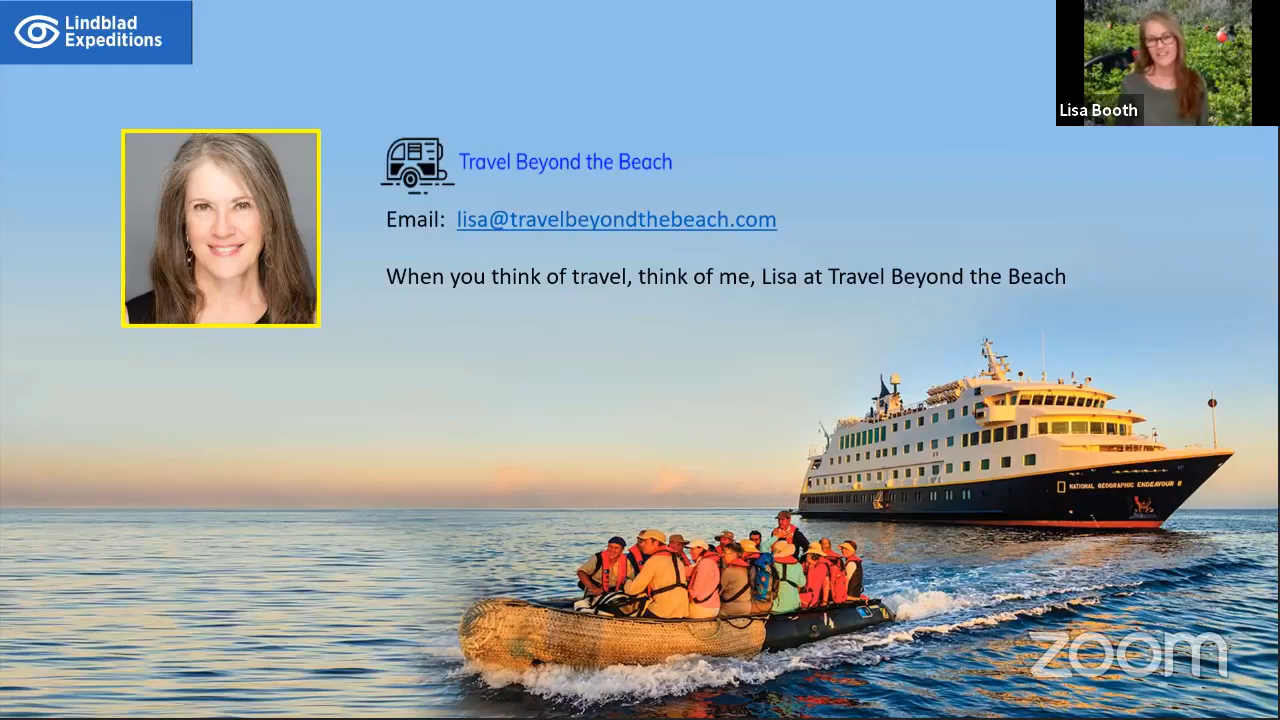 Lindblad
Expeditions
Lisa Booth
Travel Beyond the Beach
Email: lisa@travelbeyondthebeach.com
When you think of travel, think of me, Lisa at Travel Beyond the Beach
NATIONAL GEOGRAPHIC ENDEAVOUR II
zoom